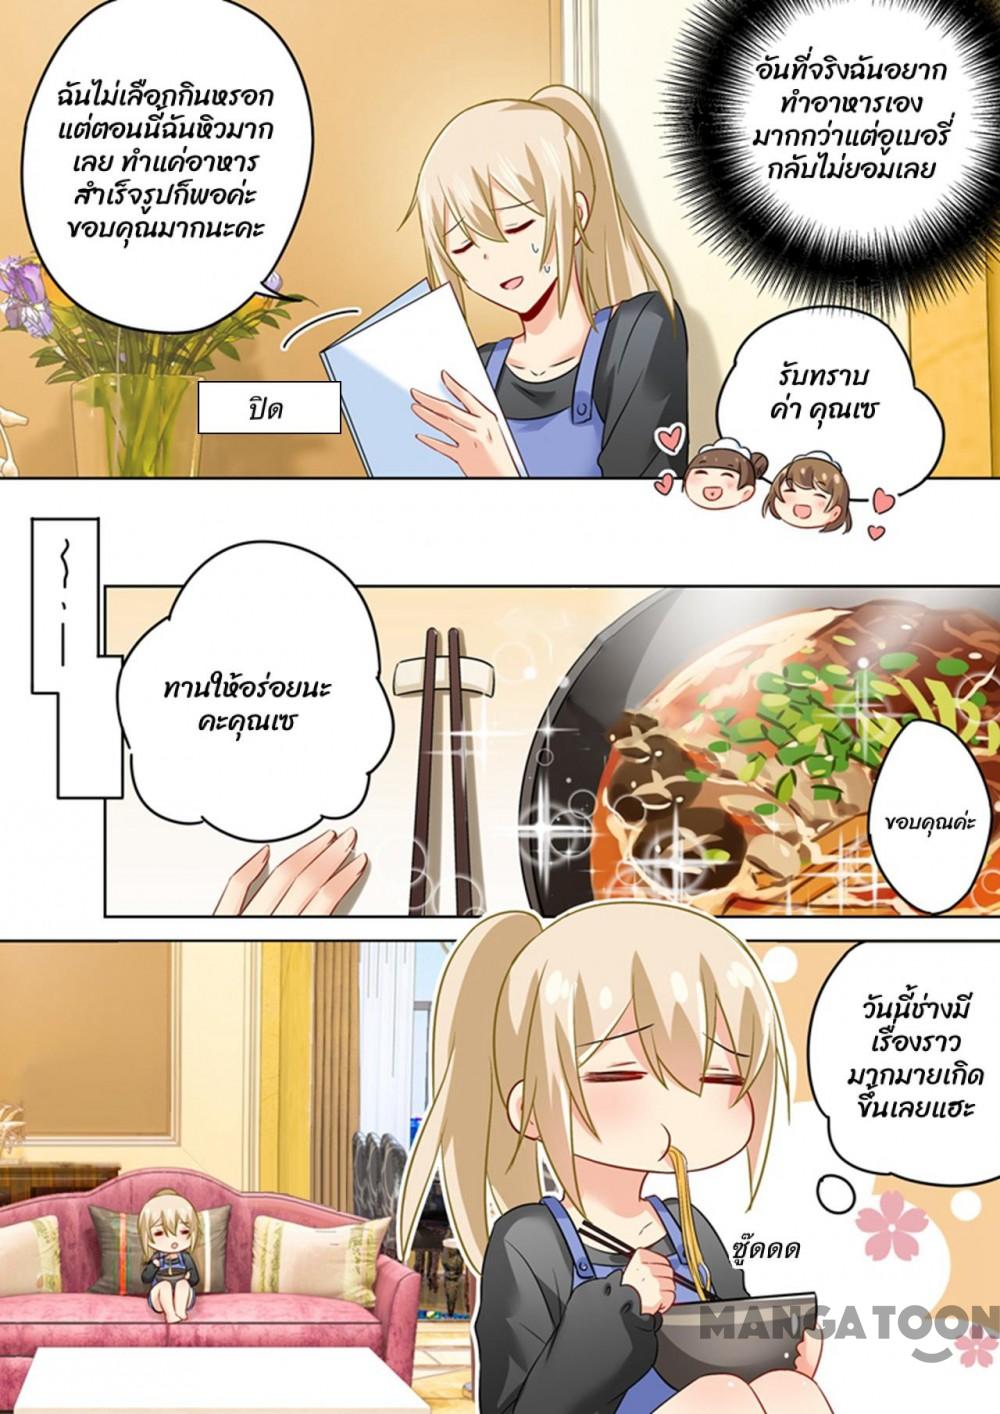 ฉันไม่เลือกกินหรอก
แต่ตอนนี้ฉันหิวมาก
เลย ทำแค่อาหาร
สำเร็จรูปก็พอค่ะ
ขอบคุณมากนะคะ
อันที่จริงฉันอยาก
ทำอาหารเอง
มากกว่าแต่อูเบอรี่
กลับไม่ยอมเลย
ปิด
รับทราบ
ค่า คุณเซ
ทานให้อร่อยนะ
คะคุณเซ
ขอบคุณค่ะ
วันนี้ช่างมี
เรื่องราว
มากมายเกิด
ขึ้นเลยแฮะ
ซู๊ดดด
MANGATOON